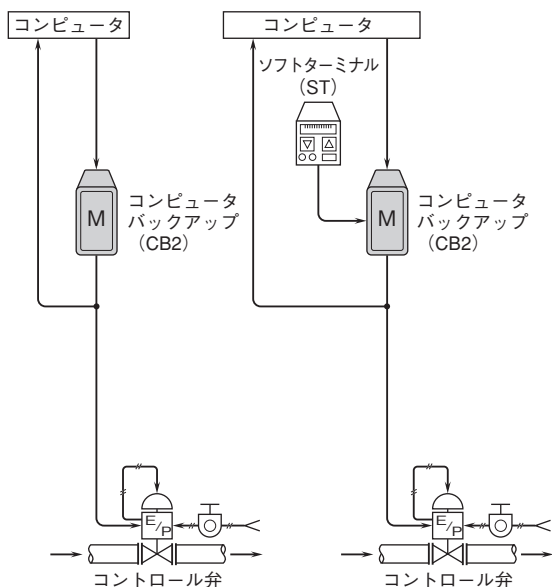 コンピュータ
コンピュータ
ソフトターミナル
（ST）
M
コンピュータ
バックアップ
（CB2）
M
コンピュータ
バックアップ
（CB2）
E/P
E/P
コントロール弁
コントロール弁